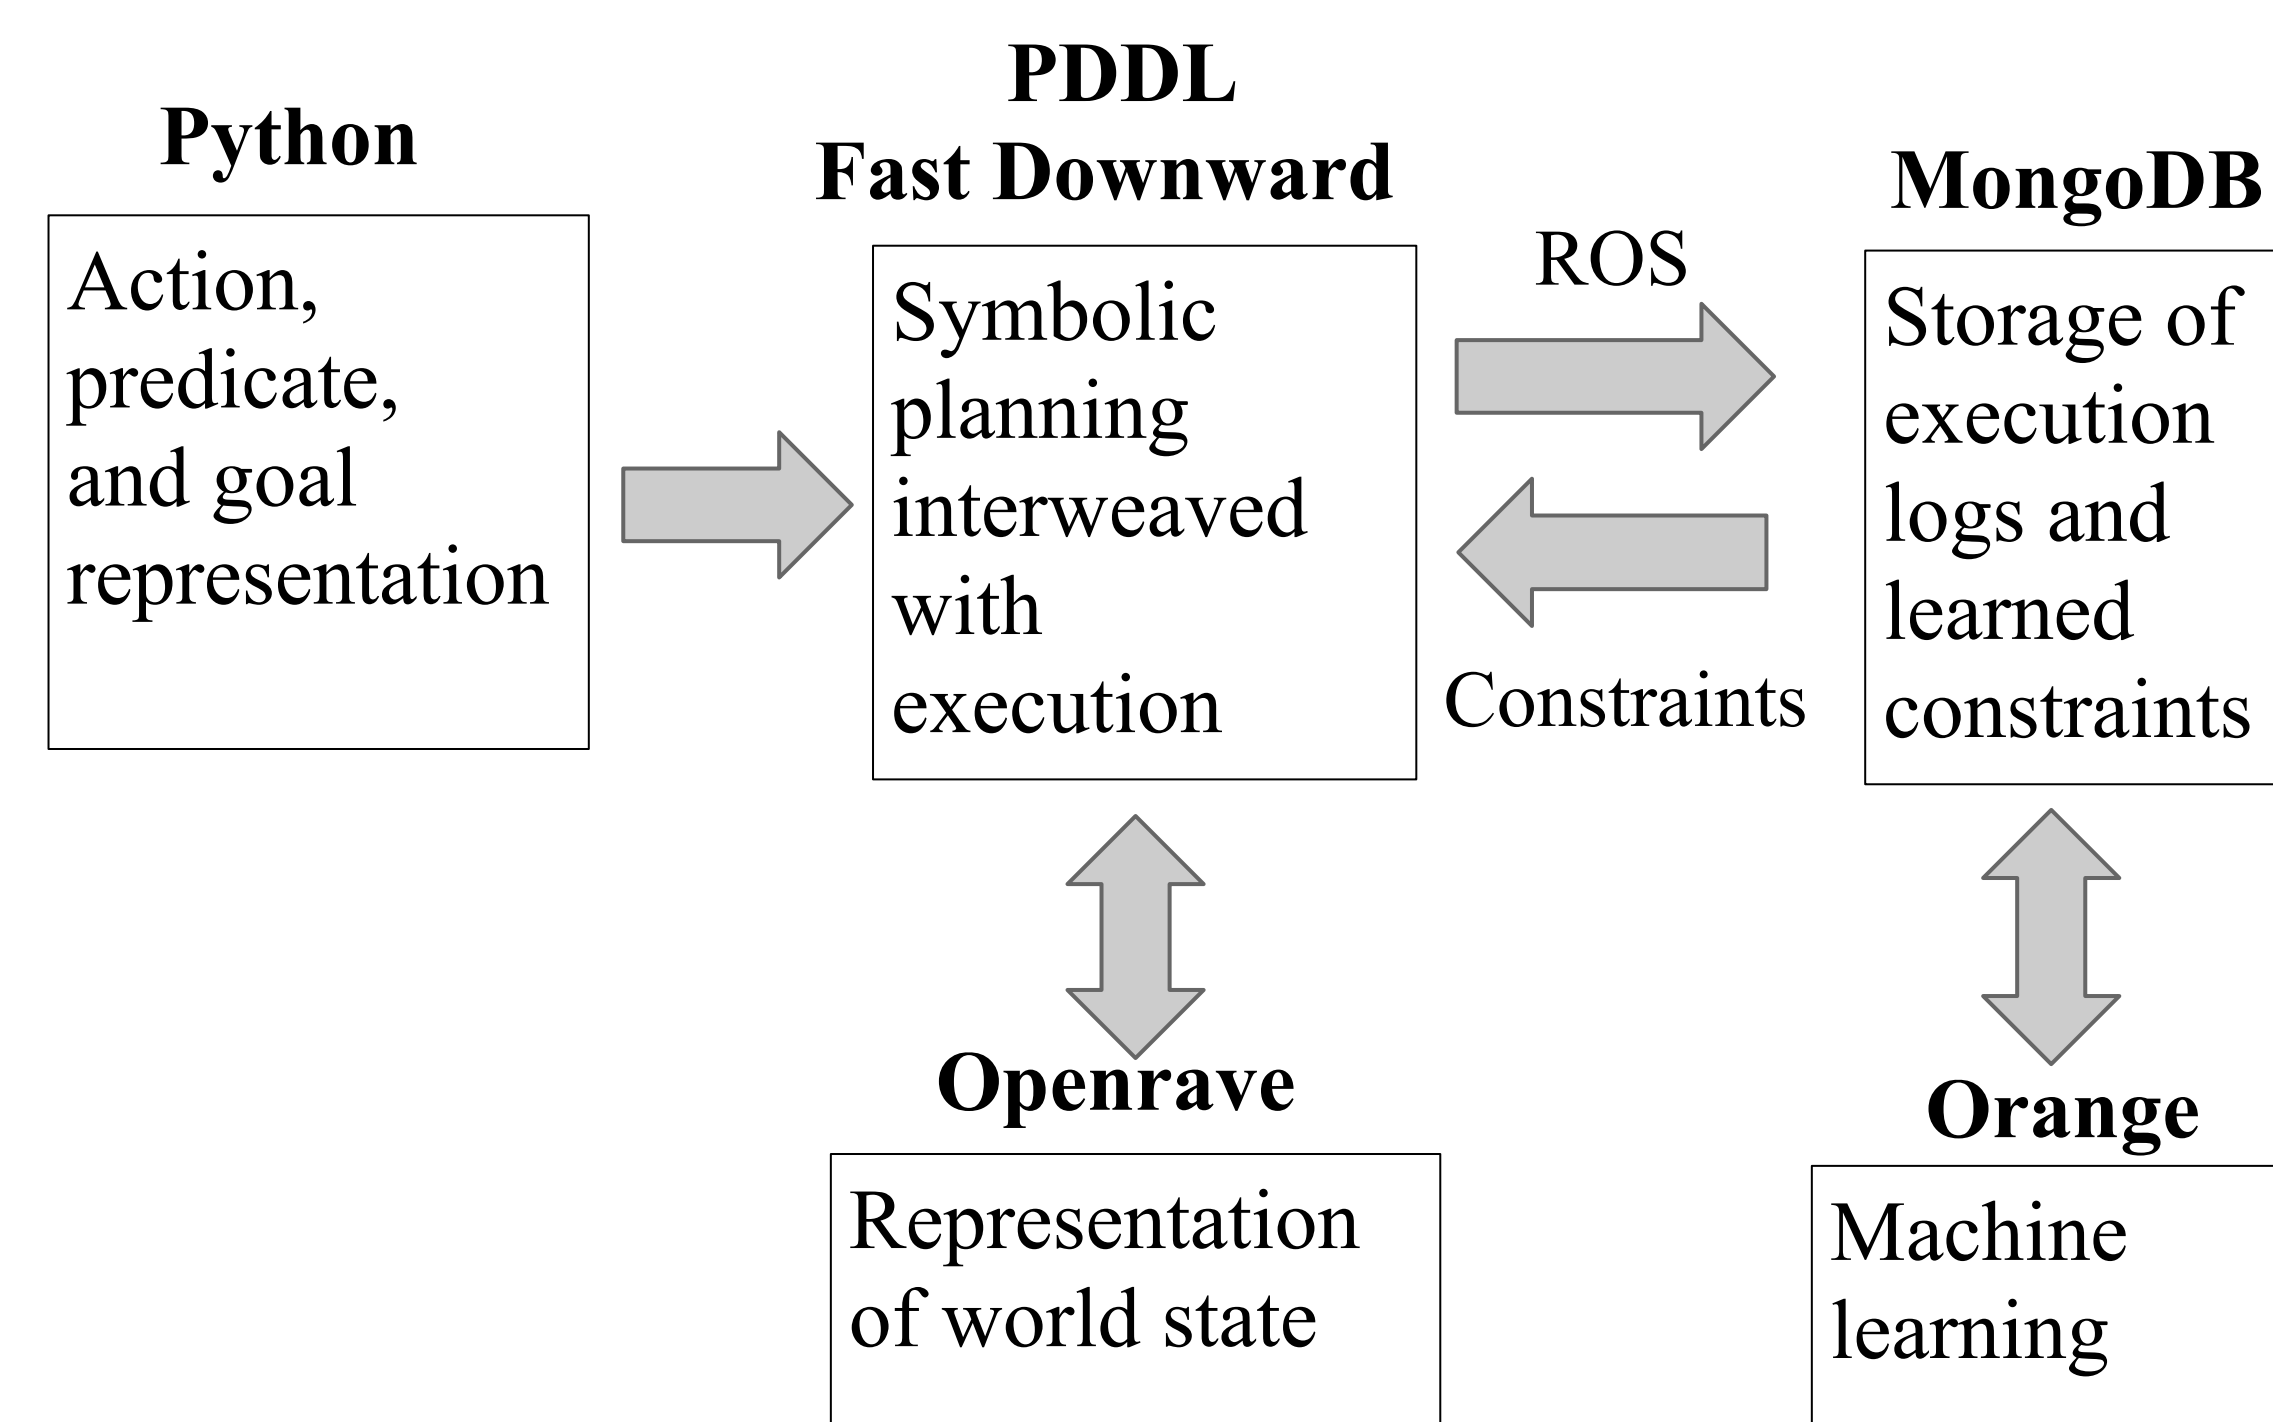 Python
Action,
predicate,
and goal
representation
PDDL
Fast Downward
Symbolic
planning
interweaved
with
execution
ROS
Constraints
MongoDB
Storage of
execution
logs and
learned
constraints
Openrave
Representation
of world state
Orange
Machine
learning